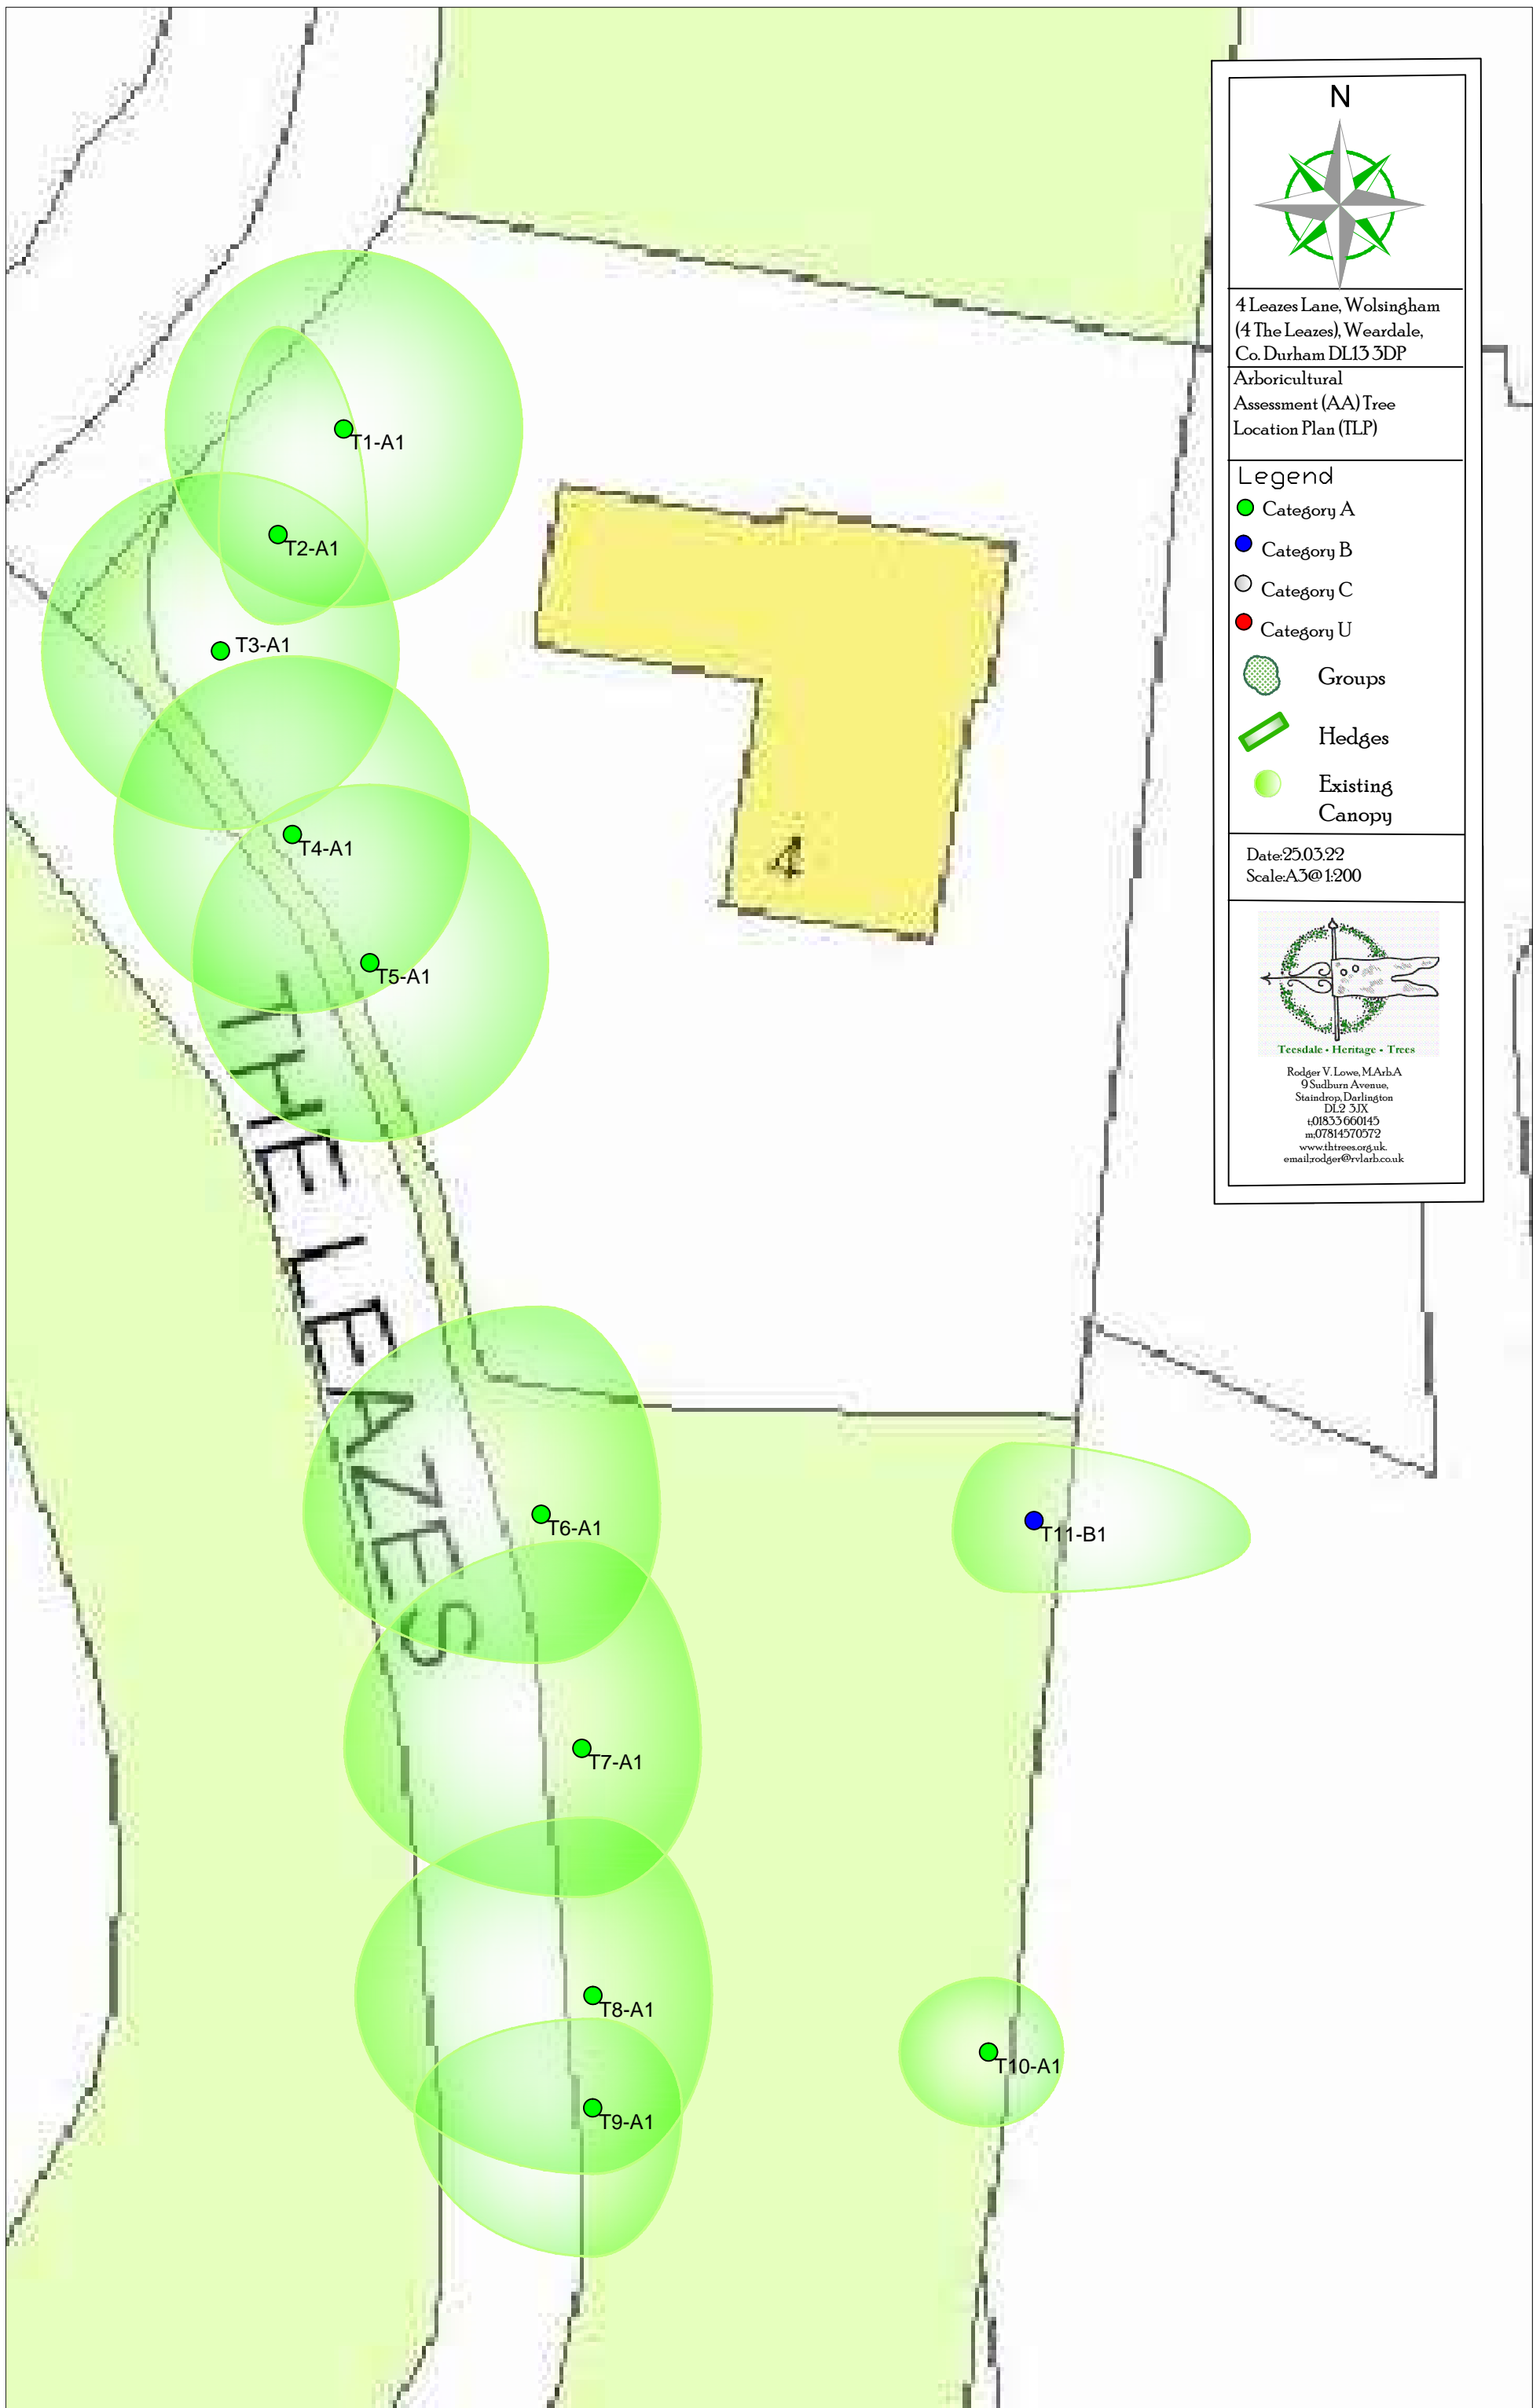 N
4 Leazes Lane, Wolsingham
(4 The Leazes), Weardale,
Co. Durham DL13 3DP
Arboricultural
Assessment (AA) Tree
Location Plan (TLP)
Legend
Category A
Category B
Category C
Category U
Groups
Hedges
Existing
Canopy
Date:25.03.22
Scale:A3@1:200
Teesdale • Heritage • Trees
Rodger V. Lowe, M.Arb.A
9 Sudburn Avenue,
Staindrop, Darlington
DL2 3JX
t;01833 660145
m;07814570572
www.thtrees.org.uk.
email;rodger@rvlarb.co.uk
T1-A1
T2-A1
T3-A1
T4-A1
4
T5-A1
THE LEAZES
T6-A1
T11-B1
T7-A1
T8-A1
T10-A1
T9-A1